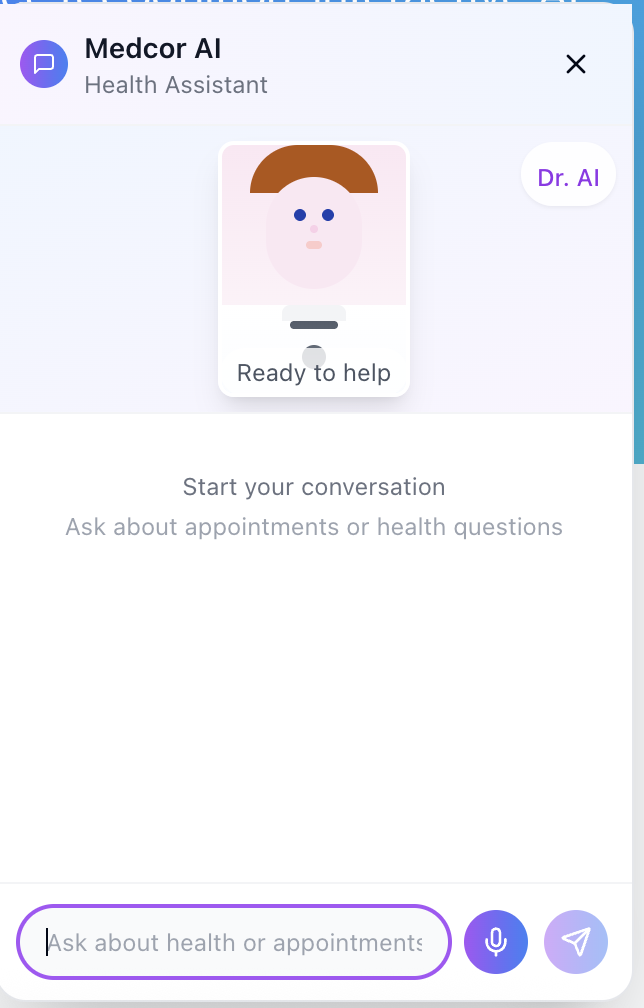 Medcor AI
Health Assistant
Dr. AI
Ready to help
Start your conversation
Ask about appointments or health questions
Ask about health or appointments